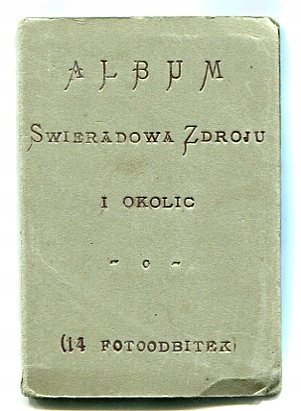 ALBUM
SWIERADOWA ZDROJU
I OKOLIC
- o -
(14 FOTOODBITEK)